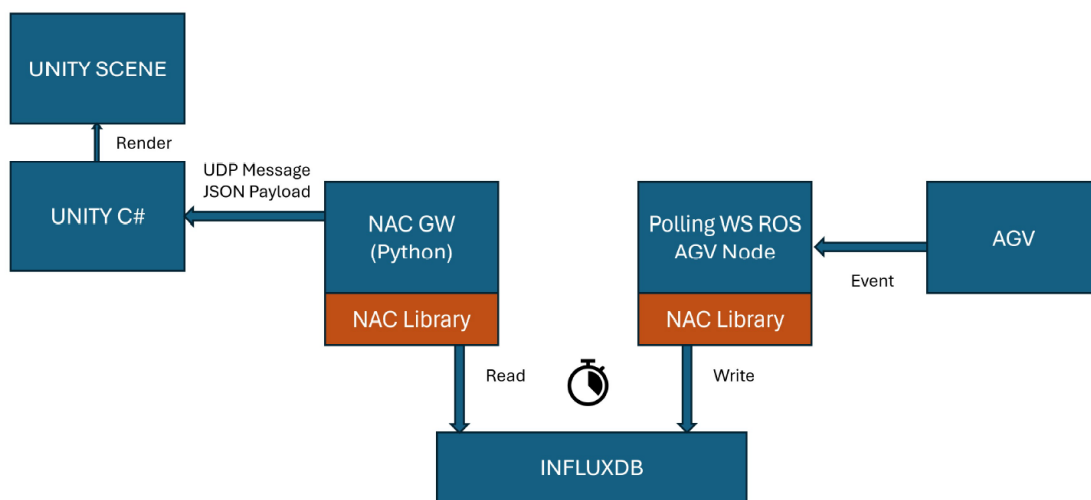 UNITY SCENE
Render
UNITY C#
UDP Message
JSON Payload
NAC GW
(Python)
NAC Library
Read
Polling WS ROS
AGV Node
NAC Library
Write
AGV
Event
INFLUXDB